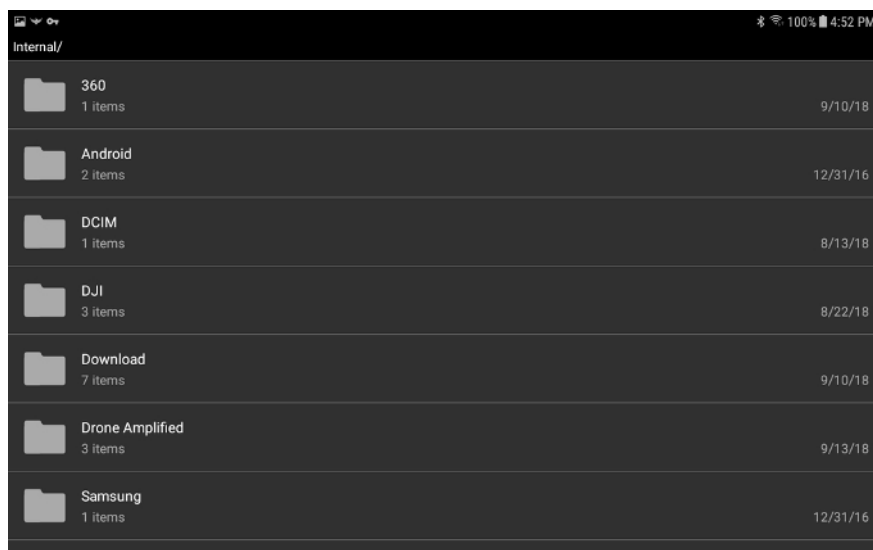 100% 4:52 PM
Internal/
360
1 items
9/10/18
Android
2 items
12/31/16
DCIM
1 items
8/13/18
DJI
3 items
8/22/18
Download
7 items
9/10/18
Drone Amplified
3 items
9/13/18
Samsung
1 items
12/31/16